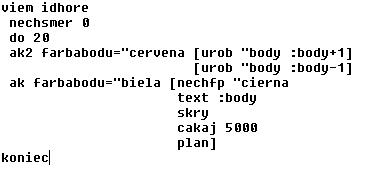 viem idhore
nechsmer 0
do 20
ak2 farbabodu="cervena [urob "body :body+1]
[urob "body :body-1]
ak farbabodu="biela [nechfp "cierna
text :body
skry
cakaj 5000
plan]
koniec